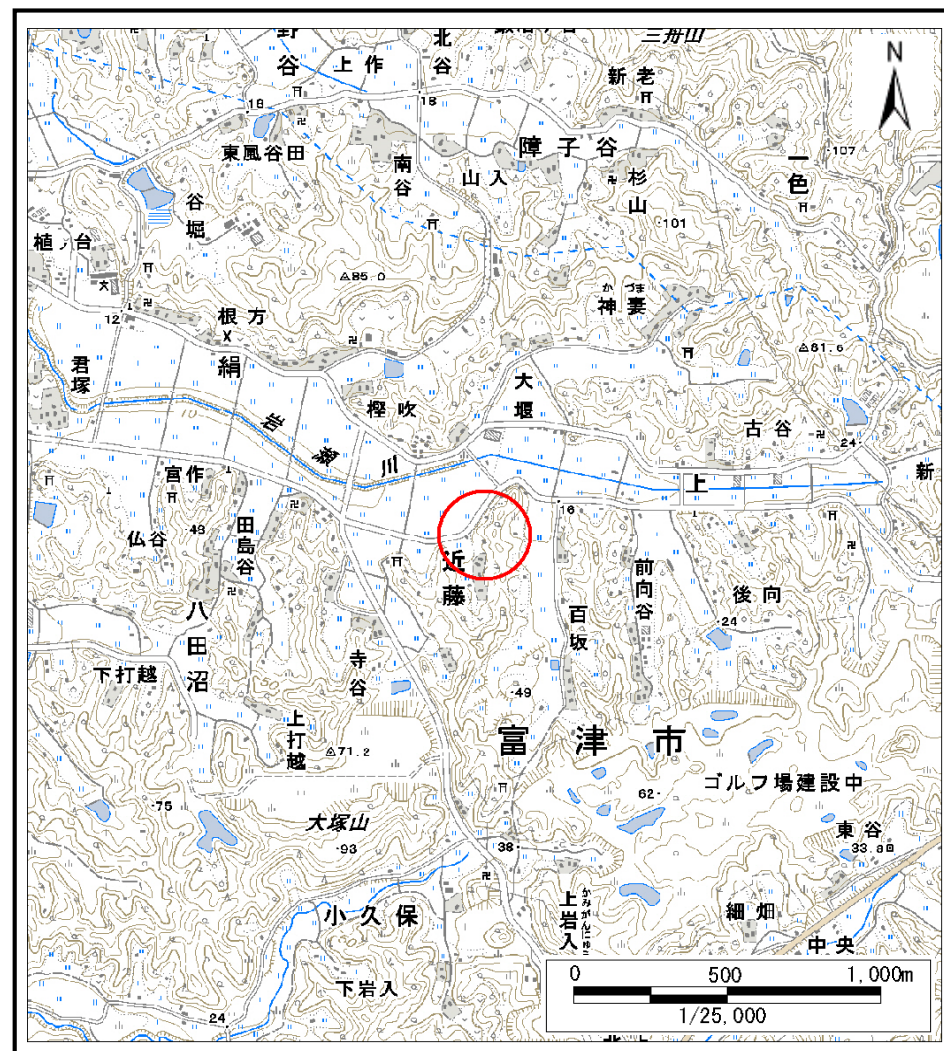 三舟山
野谷
上作
北谷
新老
N
18
18
東風谷田
障子谷
107
一色
南谷
山入
杉山
101
谷堀
植ノ台
85.0
かづま
神妻
根方
12
絹
81.6
君塚
大堰
樫吹
古谷
24
岩瀬川
上
新
宮作
16
48
田島谷
仏谷
近藤
前向谷
後向
百坂
24
八田沼
寺谷
下打越
49
上打越
71.2
富津市
ゴルフ場建設中
62
75
大塚山
東谷
33.8
93
38
小久保
上岩入
かみがんにゅう
細畑
中央
下岩入
24
0 500 1,000m
1/25,000